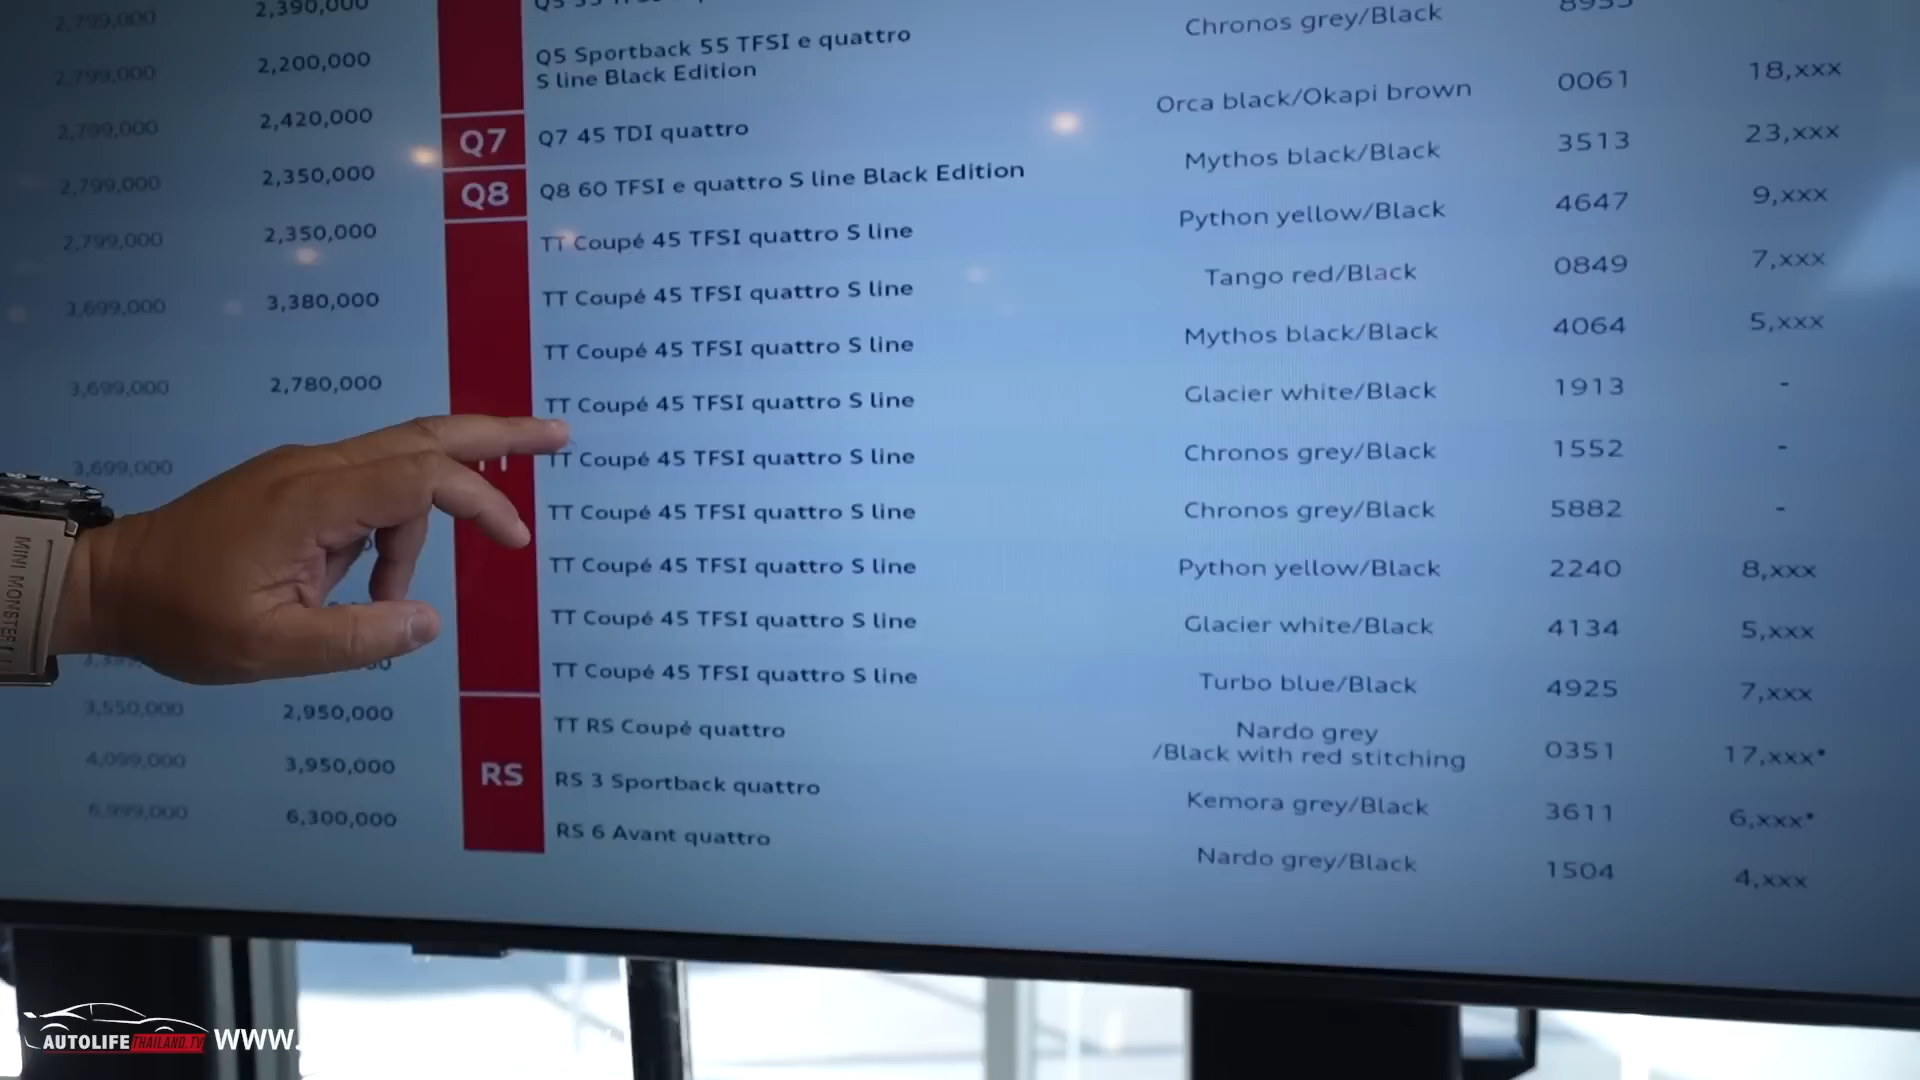 2,799,000 2,390,000
Chronos grey/Black
2,799,000 2,200,000 Q5 Sportback 55 TFSI e quattro
S line Black Edition
Orca black/Okapi brown 0061 18,xxx
2,799,000 2,420,000 Q7 Q7 45 TDI quattro Mythos black/Black 3513 23,xxx
2,799,000 2,350,000 Q8 Q8 60 TFSI e quattro S line Black Edition Python yellow/Black 4647 9,xxx
2,799,000 2,350,000 TT Coupé 45 TFSI quattro S line Tango red/Black 0849 7,xxx
3,699,000 3,380,000 TT Coupé 45 TFSI quattro S line Mythos black/Black 4064 5,xxx
TT Coupé 45 TFSI quattro S line Glacier white/Black 1913 -
3,699,000 2,780,000 TT Coupé 45 TFSI quattro S line Chronos grey/Black 1552 -
3,699,000 TT Coupé 45 TFSI quattro S line Chronos grey/Black 5882 -
TT Coupé 45 TFSI quattro S line Python yellow/Black 2240 8,xxx
TT Coupé 45 TFSI quattro S line Glacier white/Black 4134 5,xxx
TT Coupé 45 TFSI quattro S line Turbo blue/Black 4925 7,xxx
TT Coupé 45 TFSI quattro S line Nardo grey
/Black with red stitching 0351 17,xxx*
3,550,000 2,950,000 RS TT RS Coupé quattro Kemora grey/Black 3611 6,xxx*
4,099,000 3,950,000 RS 3 Sportback quattro Nardo grey/Black 1504 4,xxx
6,999,000 6,300,000 RS 6 Avant quattro
MINI MONSTER
AUTOLIFETHAILAND.TV WWW.